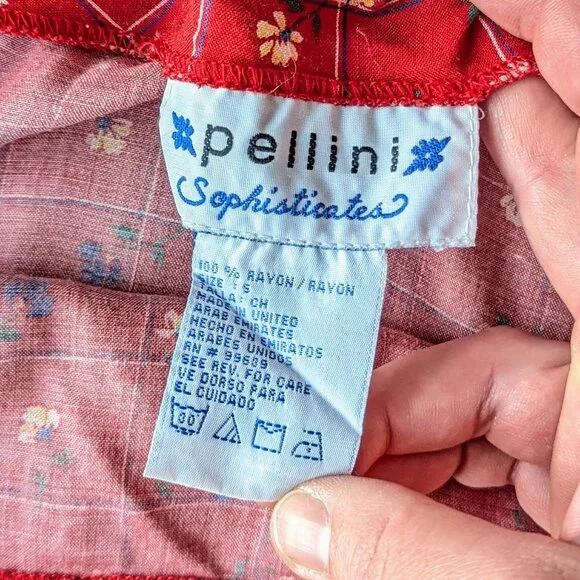 pellini
Sophisticates
100 % RAYON / RAYON
SIZE : S
TALLA: CH
MADE IN UNITED
ARAB EMIRATES
HECHO EN EMIRATOS
ARABES UNIDOS
RN # 99689
SEE REV. FOR CARE
VE DORSO PARA
EL CUIDADO
30